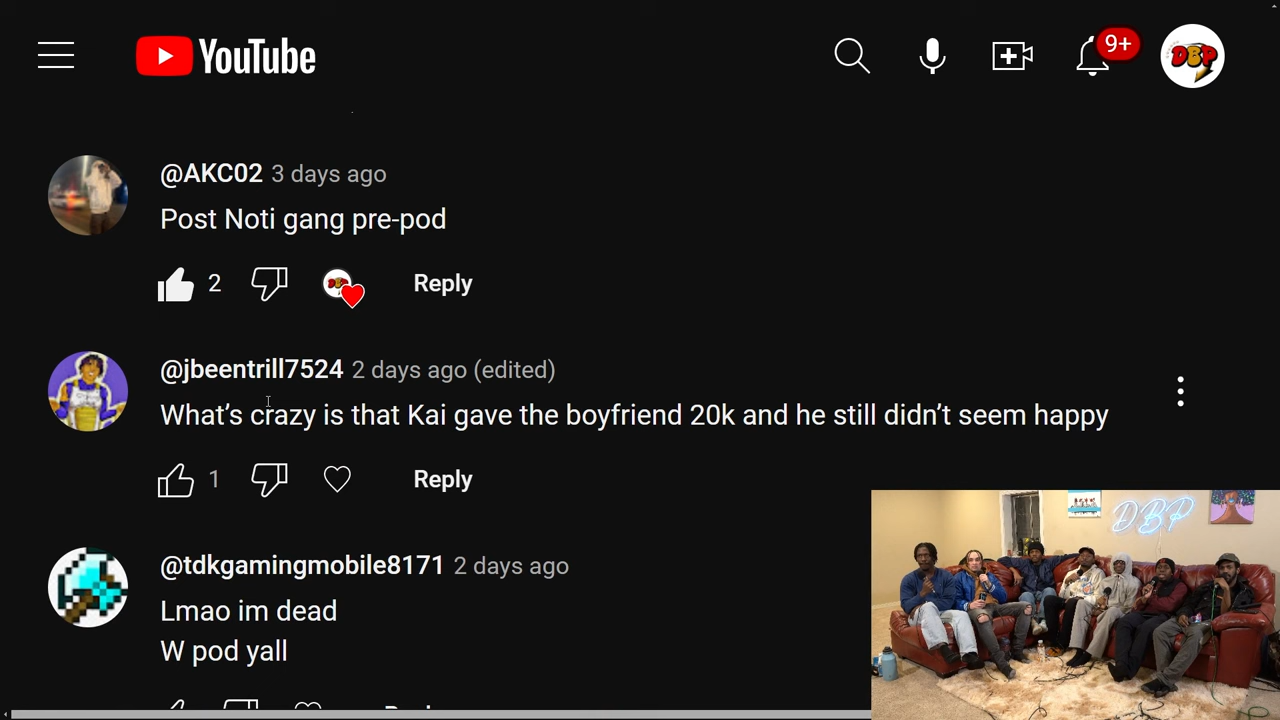 YouTube
9+
DBP
@AKC02 3 days ago
Post Noti gang pre-pod
2
DBP
Reply
@jbeentrill7524 2 days ago (edited)
What’s crazy is that Kai gave the boyfriend 20k and he still didn’t seem happy
1
Reply
DBP
@tdkgamingmobile8171 2 days ago
Lmao im dead
W pod yall
Reply